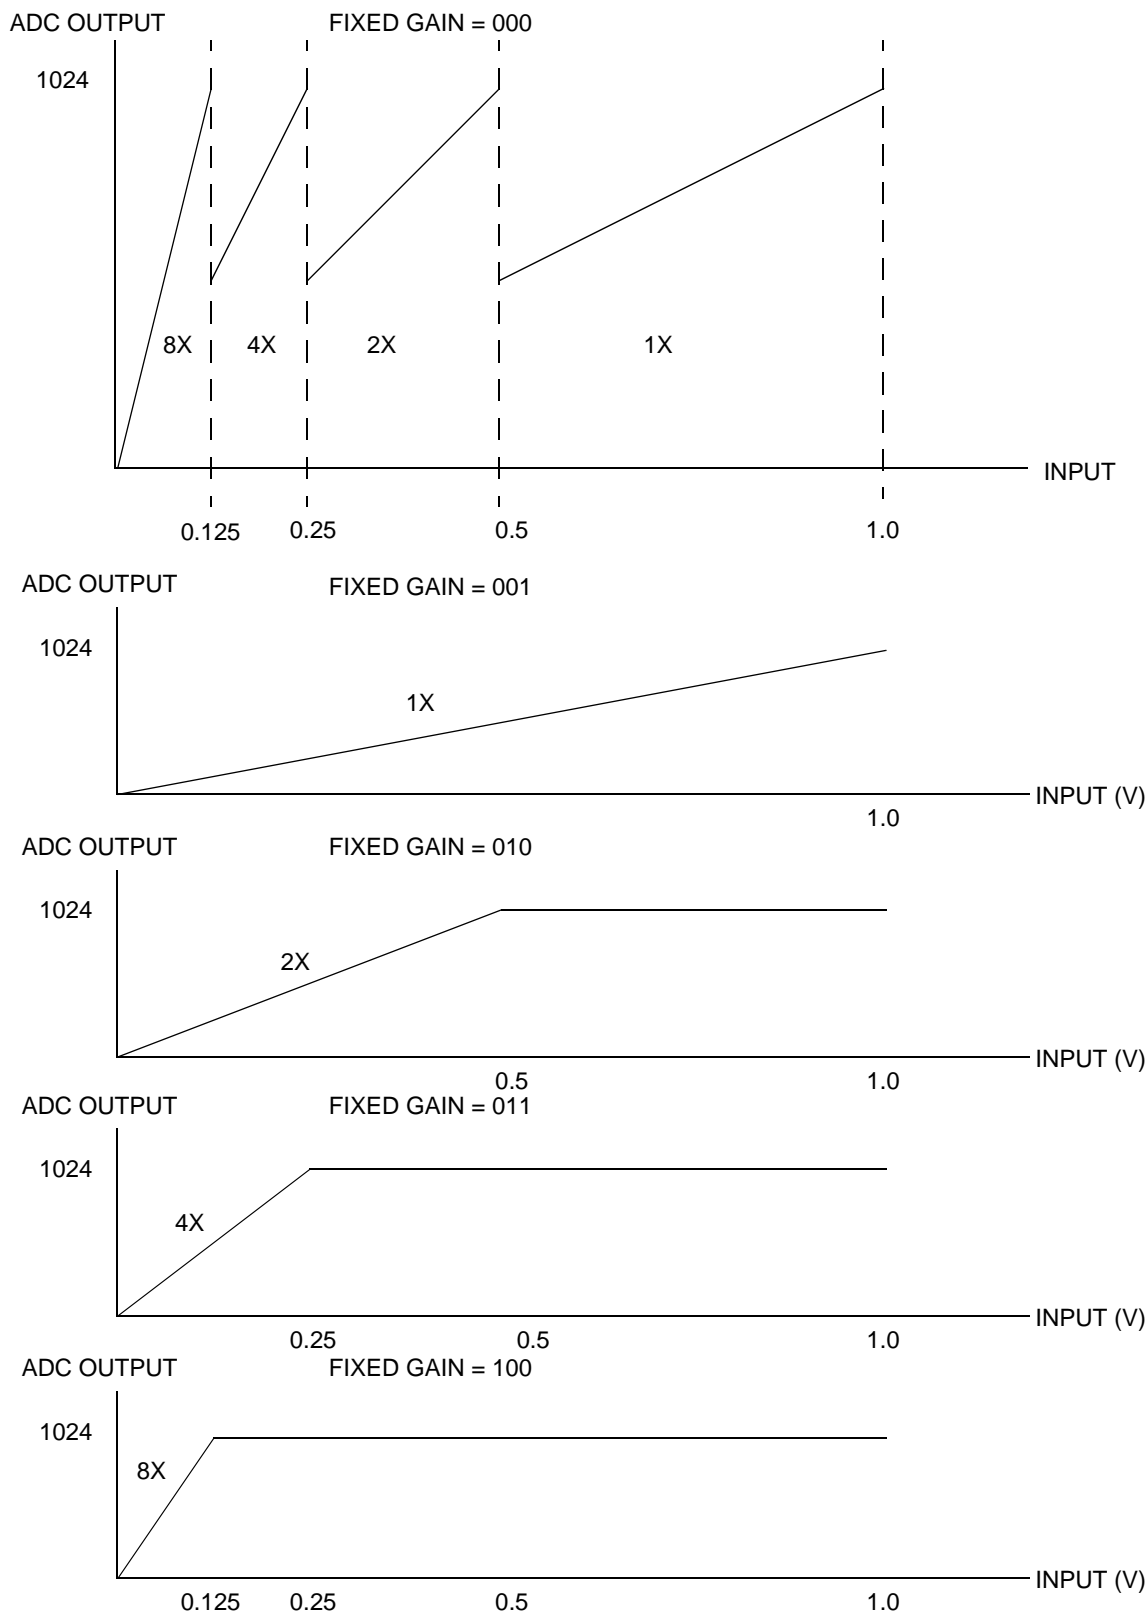 ADC OUTPUT FIXED GAIN = 000
1024
8X 4X 2X 1X
INPUT
0.125 0.25 0.5 1.0
ADC OUTPUT FIXED GAIN = 001
1024
1X
INPUT (V)
1.0
ADC OUTPUT FIXED GAIN = 010
1024
2X
INPUT (V)
0.5 1.0
ADC OUTPUT FIXED GAIN = 011
1024
4X
INPUT (V)
0.25 0.5 1.0
ADC OUTPUT FIXED GAIN = 100
1024
8X
INPUT (V)
0.125 0.25 0.5 1.0